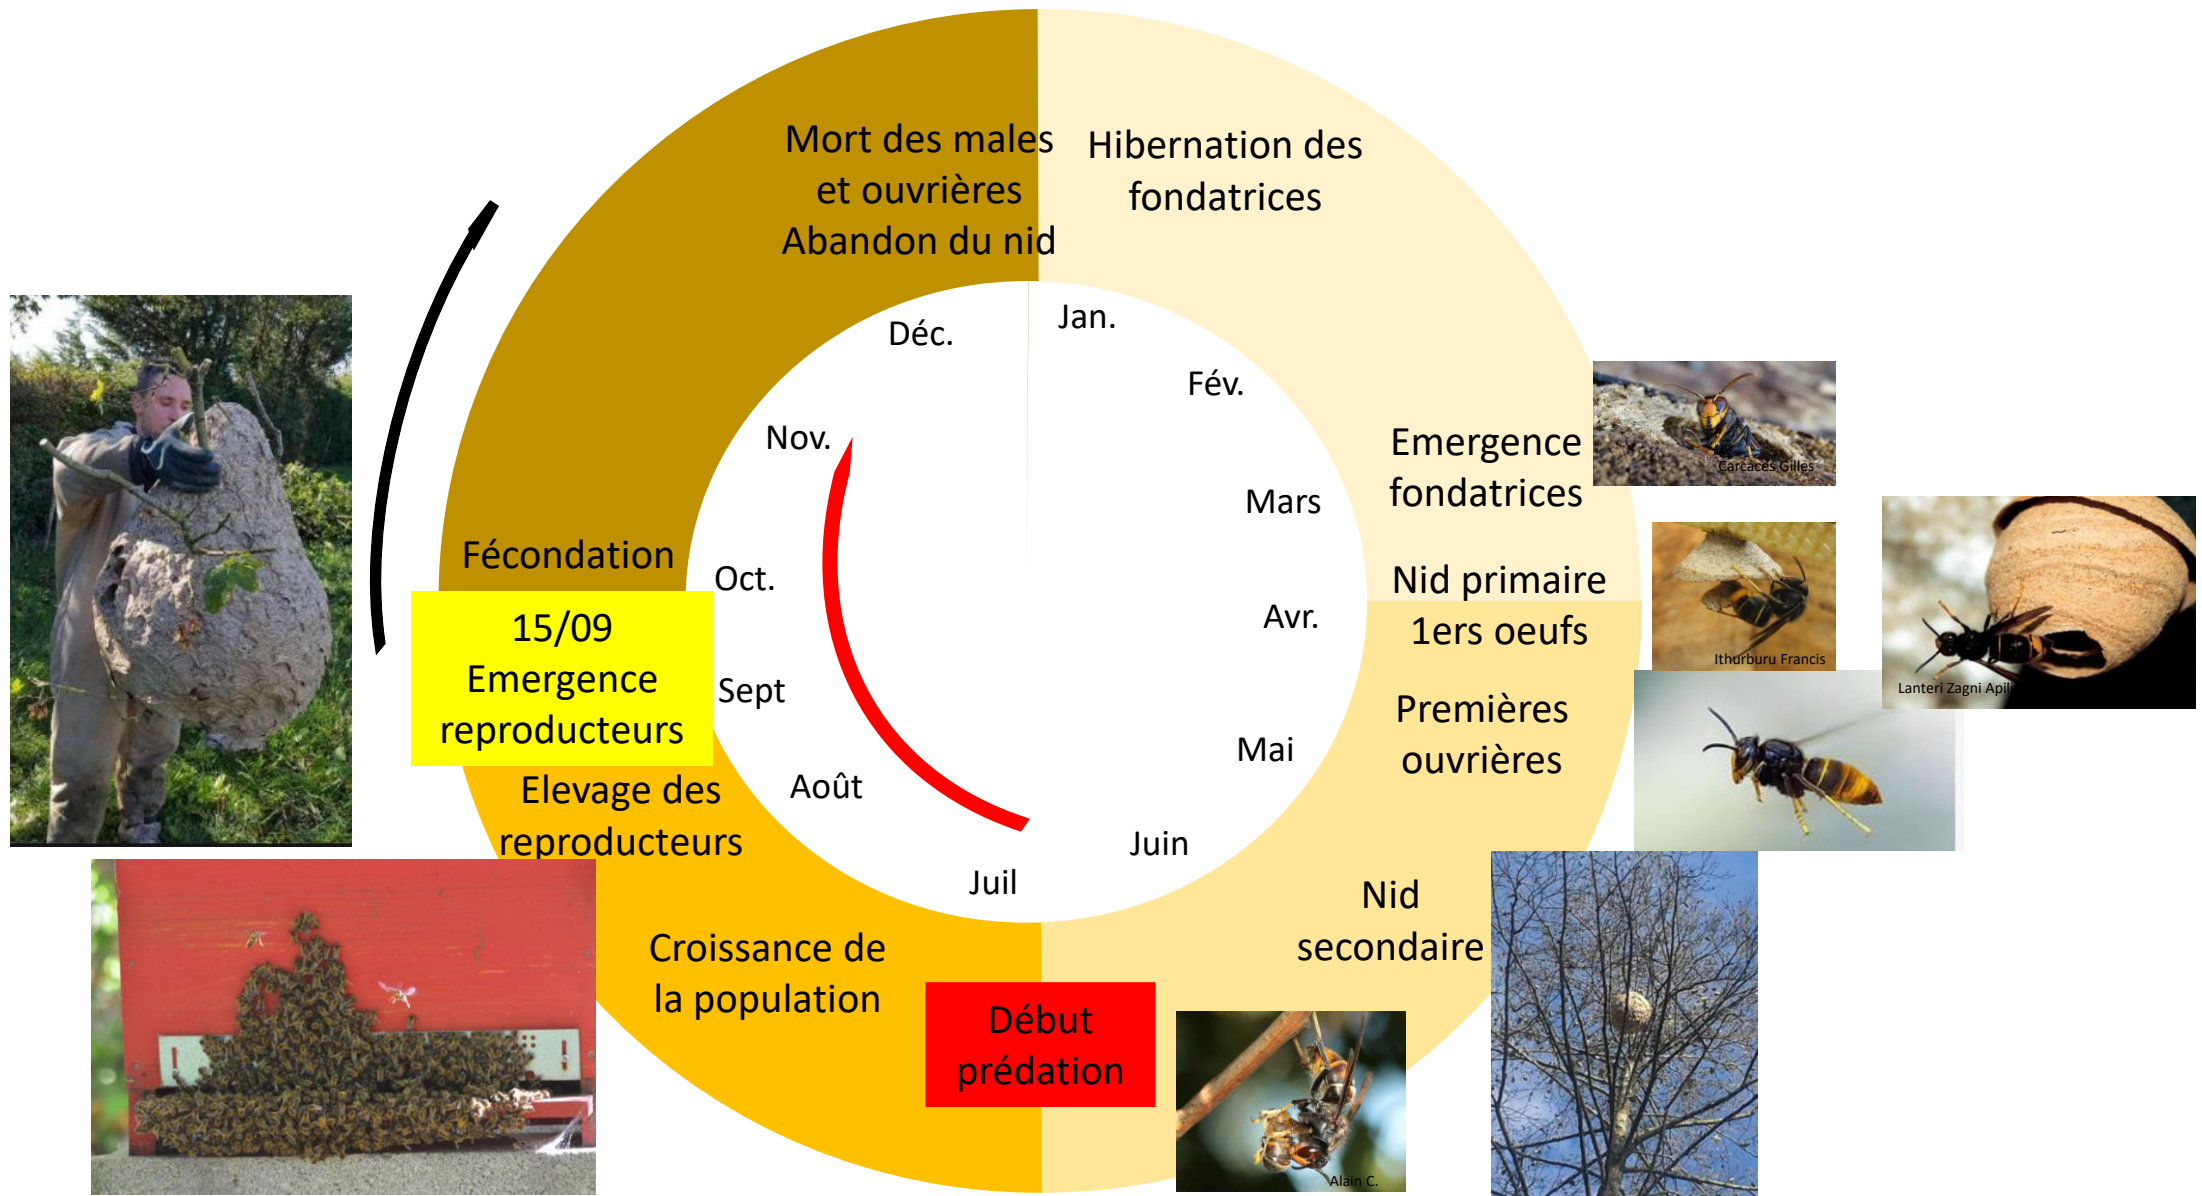 Mort des males
et ouvrières
Abandon du nid
Hibernation des
fondatrices
Jan.
Fév.
Mars
Avr.
Mai
Juin
Juil
Août
Sept
Oct.
Nov.
Déc.
Emergence
fondatrices
Carcacès Gilles
Nid primaire
1ers oeufs
Ithurburu Francis
Lanteri Zagni Apili
Premières
ouvrières
Nid
secondaire
Début
prédation
Alain C.
Croissance de
la population
Elevage des
reproducteurs
15/09
Emergence
reproducteurs
Fécondation